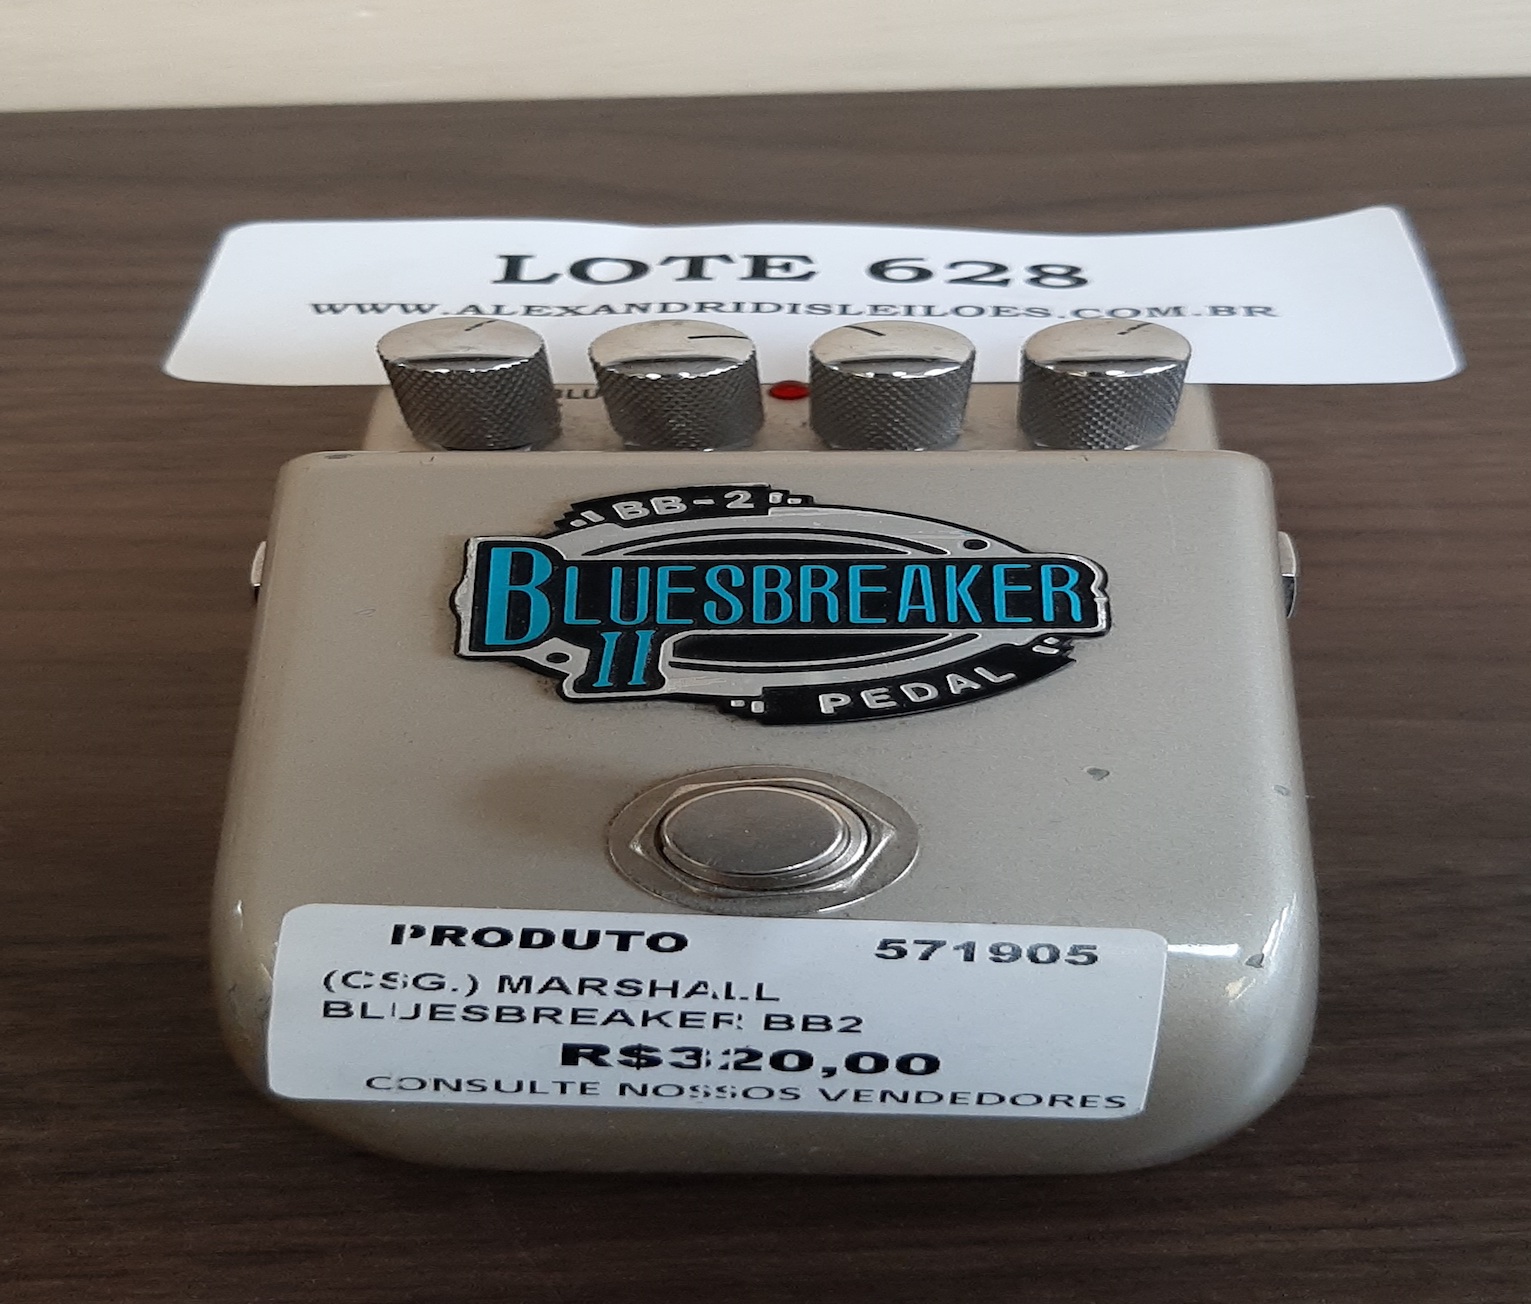 LOTE 628
WWW.ALEXANDRIDISLEILOES.COM.BR
BB-2
BLUESBREAKER
II
PEDAL
PRODUTO 571905
(CSG.) MARSHALL
BLUESBREAKER BB2
R$320,00
CONSULTE NOSSOS VENDEDORES